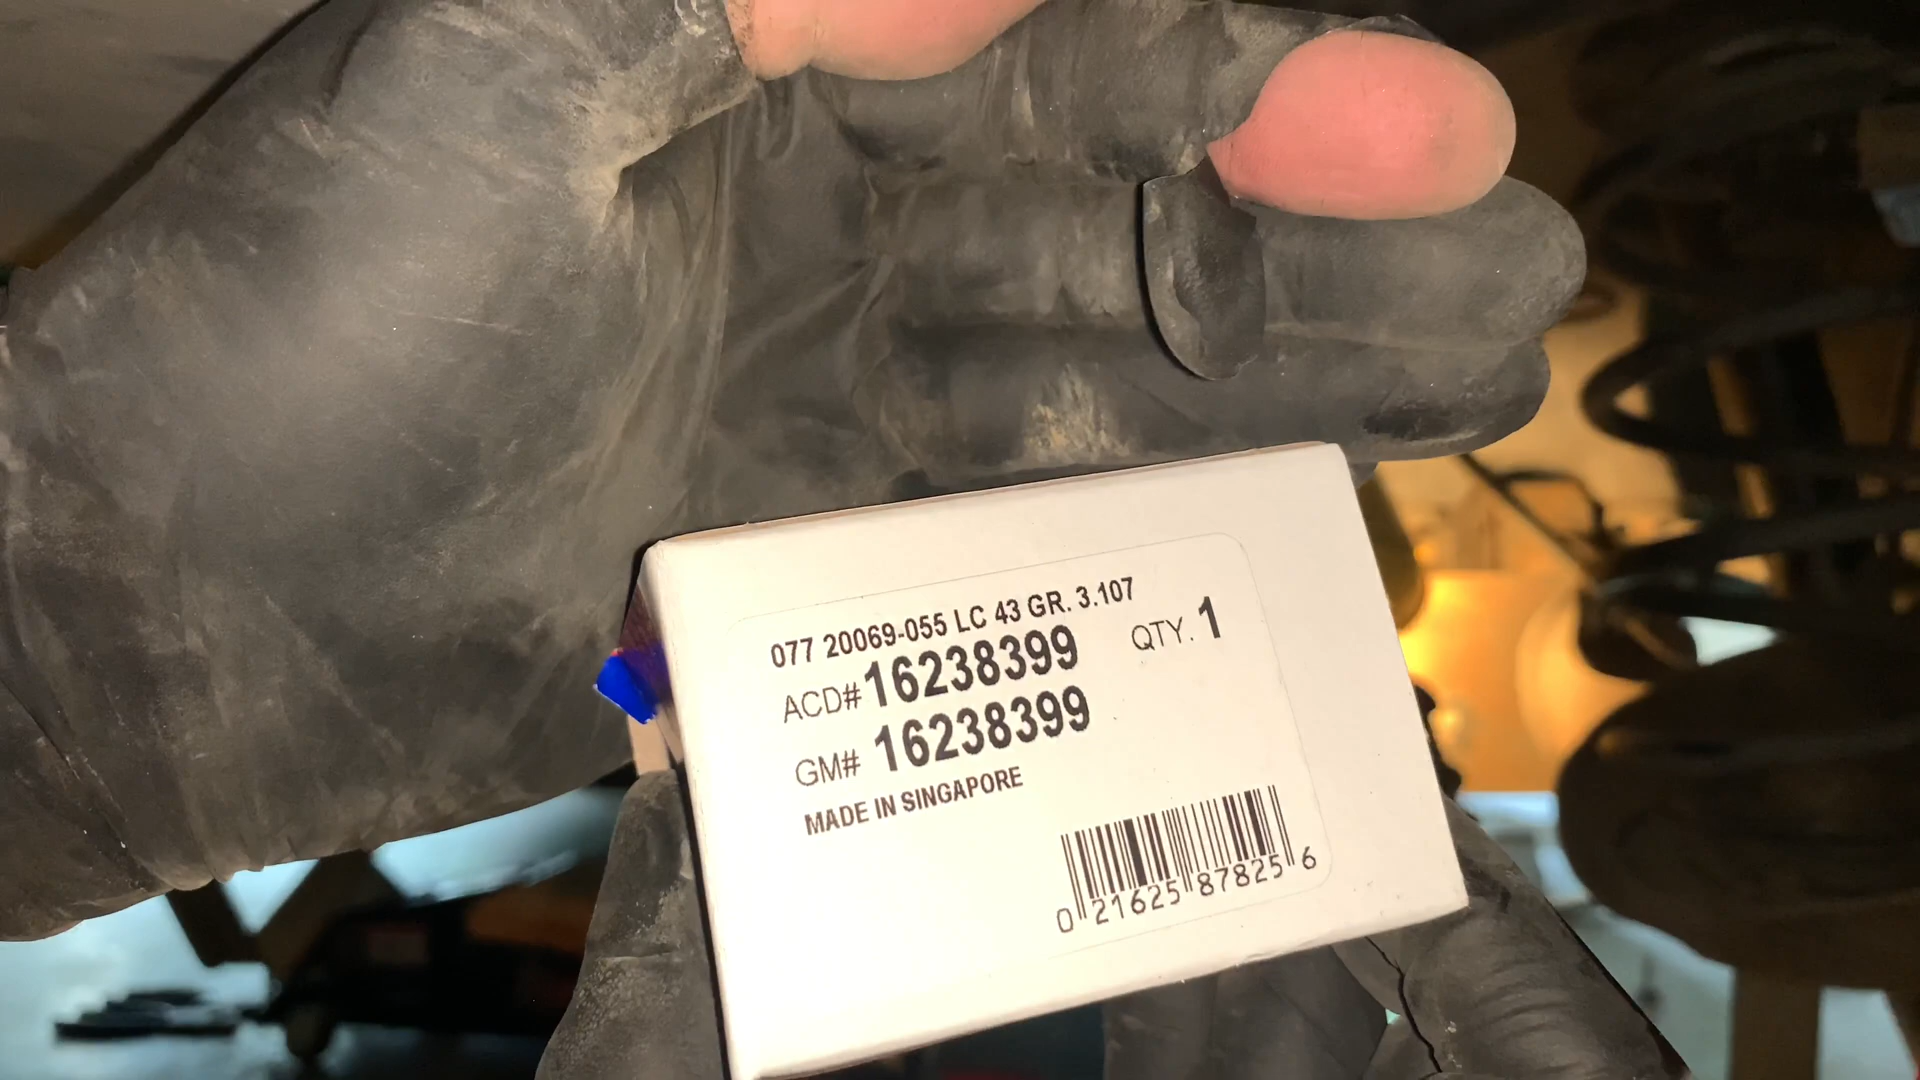 077 20069-055 LC 43 GR. 3.107
ACD# 16238399 QTY. 1
GM# 16238399
MADE IN SINGAPORE
0 21625 87825 6